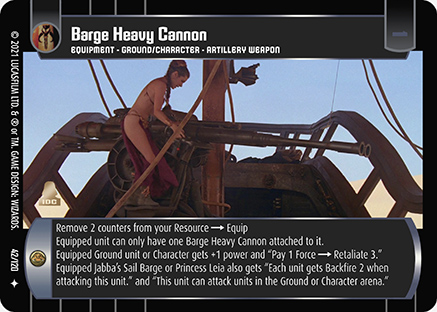 Barge Heavy Cannon
EQUIPMENT • GROUND/CHARACTER • ARTILLERY WEAPON
Remove 2 counters from your Resource → Equip
Equipped unit can only have one Barge Heavy Cannon attached to it.
Equipped Ground unit or Character gets +1 power and "Pay 1 Force → Retaliate 3."
Equipped Jabba's Sail Barge or Princess Leia also gets "Each unit gets Backfire 2 when
attacking this unit." and "This unit can attack units in the Ground or Character arena."
© 2021 LUCASFILM LTD. & ® OR TM. GAME DESIGN: WIZARDS.
42/120
IDC